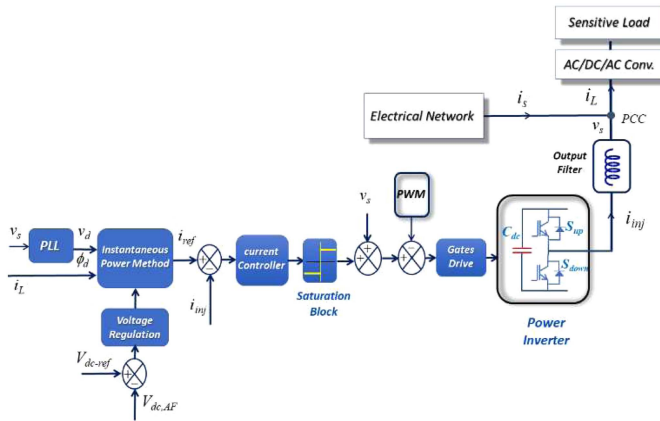 Sensitive Load
AC/DC/AC Conv.
i_L
i_s
Electrical Network
PCC
v_s
Output
Filter
PWM
v_s
i_inj
C_dc
S_up
S_down
v_s
PLL
v_d
ϕ_d
Instantaneous
Power Method
i_ref
current
Controller
Gates
Drive
i_L
Saturation
Block
i_inj
Voltage
Regulation
Power
Inverter
V_dc-ref
V_dc,AF